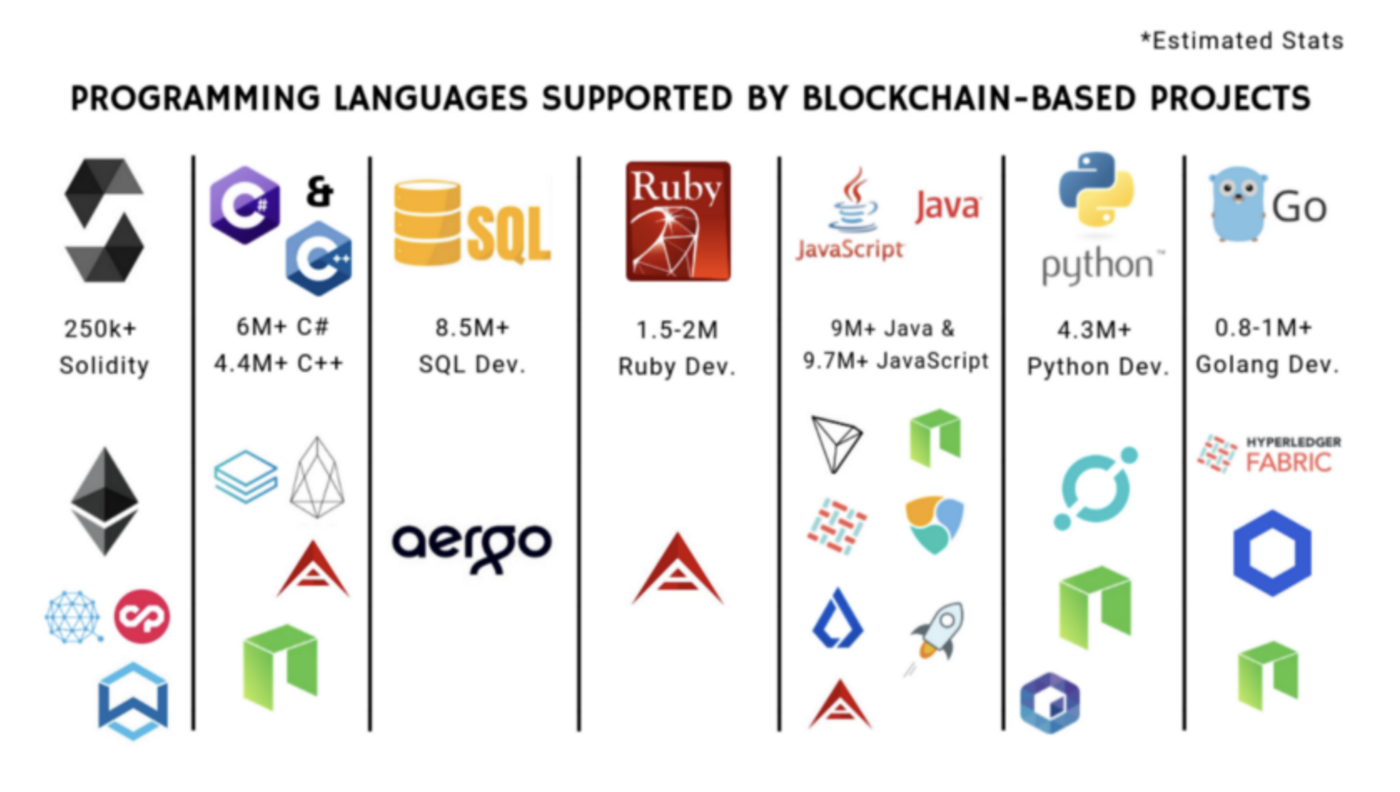 *Estimated Stats
PROGRAMMING LANGUAGES SUPPORTED BY BLOCKCHAIN-BASED PROJECTS
C#
&
C++
SQL
Ruby
JavaScript
Java
python™
Go
250k+
Solidity
6M+ C#
4.4M+ C++
8.5M+
SQL Dev.
1.5-2M
Ruby Dev.
9M+ Java &
9.7M+ JavaScript
4.3M+
Python Dev.
0.8-1M+
Golang Dev.
HYPERLEDGER
FABRIC
aergo